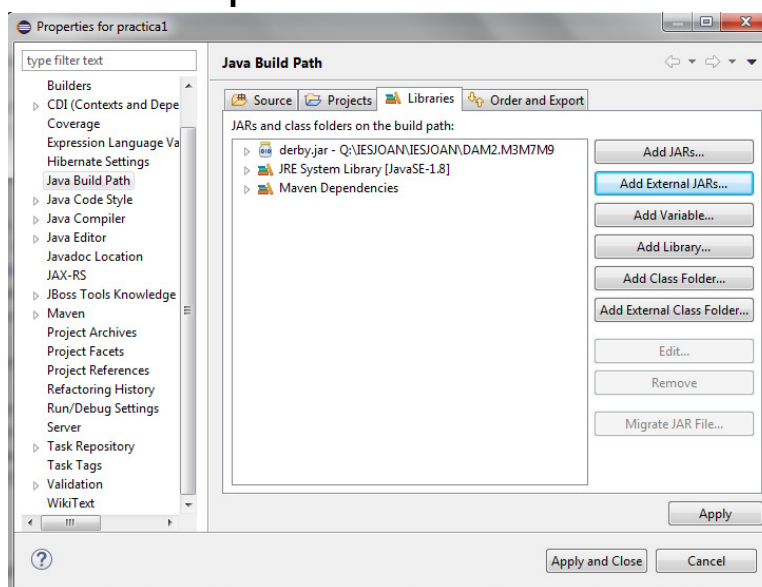 Properties for practica1
type filter text
Builders
CDI (Contexts and Depe
Coverage
Expression Language Va
Hibernate Settings
Java Build Path
Java Code Style
Java Compiler
Java Editor
Javadoc Location
JAX-RS
JBoss Tools Knowledge
Maven
Project Archives
Project Facets
Project References
Refactoring History
Run/Debug Settings
Server
Task Repository
Task Tags
Validation
WikiText
Java Build Path
Source Projects Libraries Order and Export
JARs and class folders on the build path:
derby.jar - Q:\IESJOAN\IESJOAN\DAM2.M3M7M9
JRE System Library [JavaSE-1.8]
Maven Dependencies
Add JARs...
Add External JARs...
Add Variable...
Add Library...
Add Class Folder...
Add External Class Folder...
Edit...
Remove
Migrate JAR File...
Apply
Apply and Close Cancel